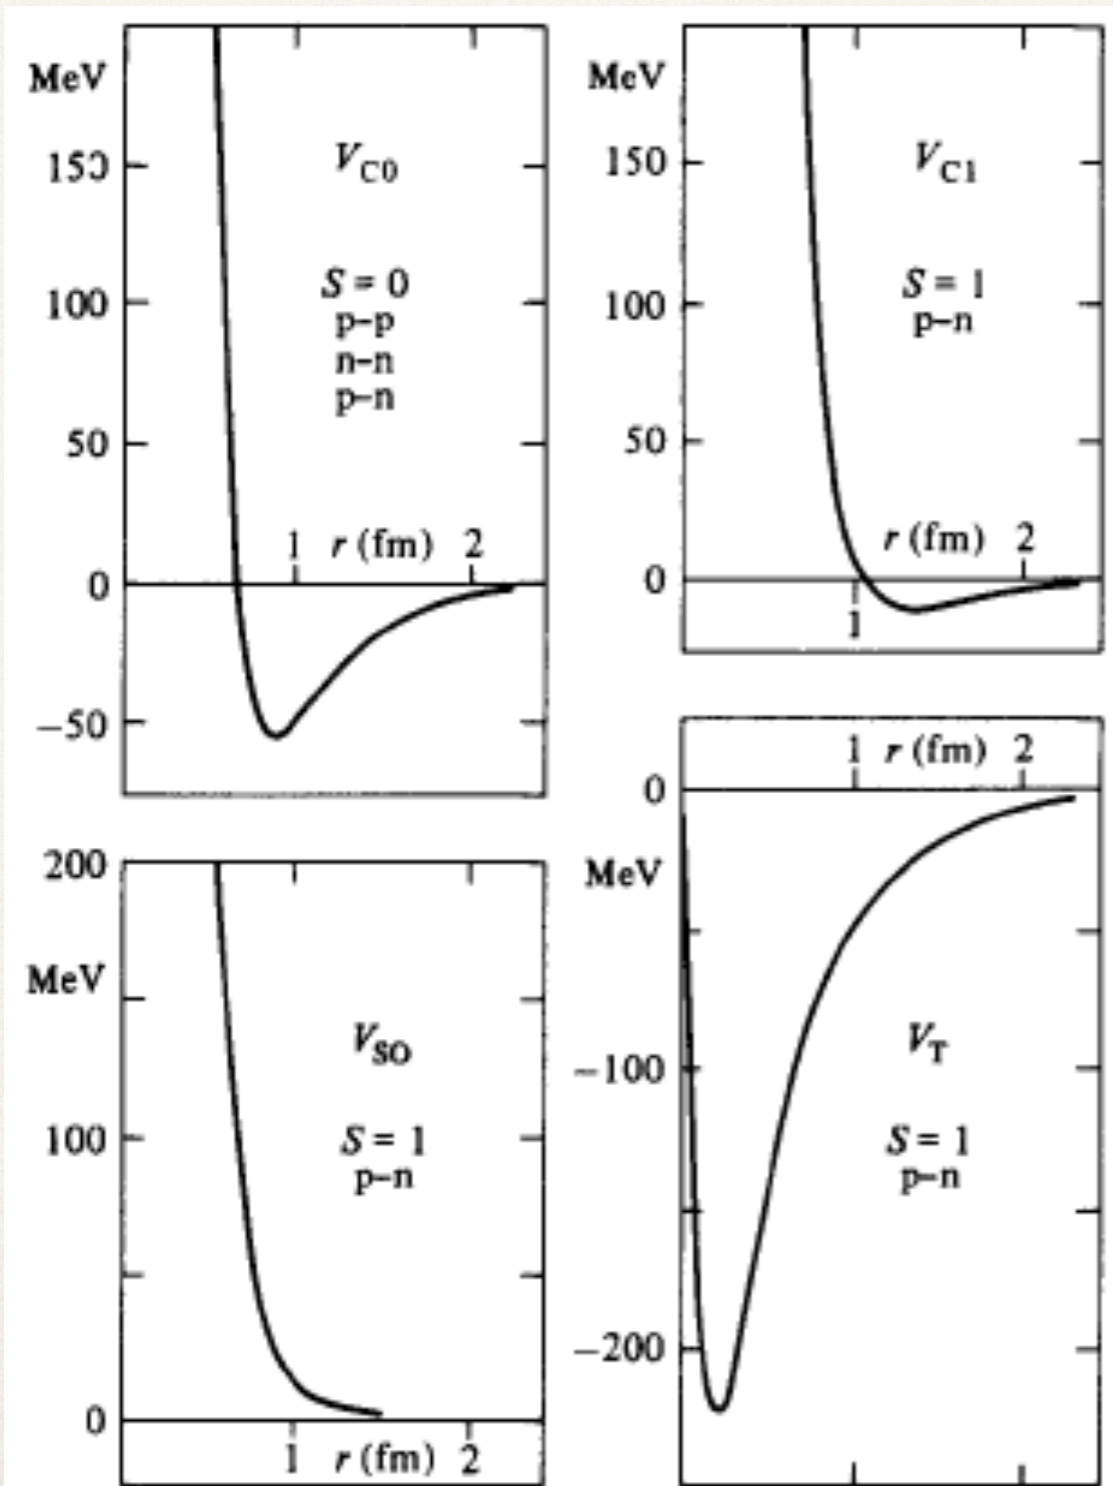 MeV
150
V_C0
S = 0
100
p–p
n–n
p–n
50
1 r (fm) 2
0
−50
MeV
150
V_C1
S = 1
100
p–n
50
r (fm) 2
0
1
200
MeV
V_SO
S = 1
100
p–n
0
1 r (fm) 2
1 r (fm) 2
0
MeV
V_T
−100
S = 1
p–n
−200